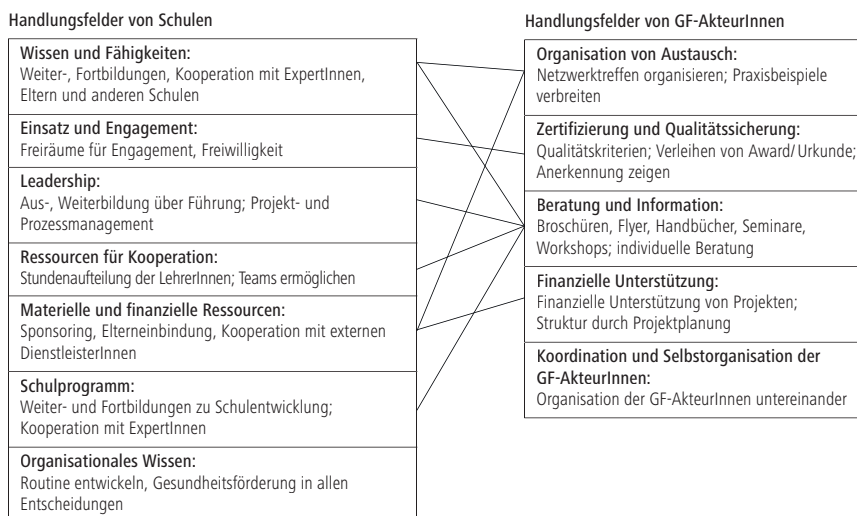 Handlungsfelder von Schulen
Wissen und Fähigkeiten:
Weiter-, Fortbildungen, Kooperation mit ExpertInnen,
Eltern und anderen Schulen
Einsatz und Engagement:
Freiräume für Engagement, Freiwilligkeit
Leadership:
Aus-, Weiterbildung über Führung; Projekt- und
Prozessmanagement
Ressourcen für Kooperation:
Stundenaufteilung der LehrerInnen; Teams ermöglichen
Materielle und finanzielle Ressourcen:
Sponsoring, Elterneinbindung, Kooperation mit externen
DienstleisterInnen
Schulprogramm:
Weiter- und Fortbildungen zu Schulentwicklung;
Kooperation mit ExpertInnen
Organisationales Wissen:
Routine entwickeln, Gesundheitsförderung in allen
Entscheidungen
Handlungsfelder von GF-AkteurInnen
Organisation von Austausch:
Netzwerktreffen organisieren; Praxisbeispiele
verbreiten
Zertifizierung und Qualitätssicherung:
Qualitätskriterien; Verleihen von Award/Urkunde;
Anerkennung zeigen
Beratung und Information:
Broschüren, Flyer, Handbücher, Seminare,
Workshops; individuelle Beratung
Finanzielle Unterstützung:
Finanzielle Unterstützung von Projekten;
Struktur durch Projektplanung
Koordination und Selbstorganisation der
GF-AkteurInnen:
Organisation der GF-AkteurInnen untereinander